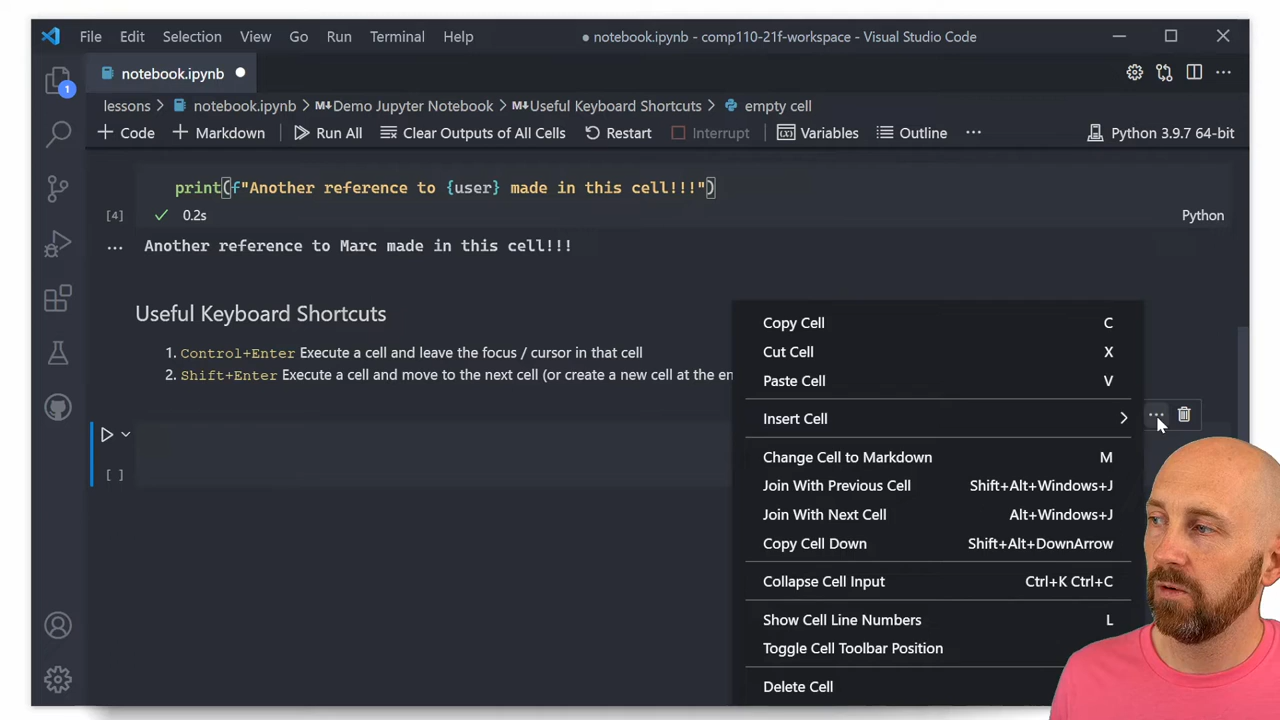 File Edit Selection View Go Run Terminal Help ● notebook.ipynb - comp110-21f-workspace - Visual Studio Code
notebook.ipynb
1
lessons > notebook.ipynb > Demo Jupyter Notebook > Useful Keyboard Shortcuts > empty cell
+ Code + Markdown Run All Clear Outputs of All Cells Restart Interrupt Variables Outline ... Python 3.9.7 64-bit
print(f"Another reference to {user} made in this cell!!!")
[4] ✓ 0.2s Python
... Another reference to Marc made in this cell!!!
Useful Keyboard Shortcuts
1. Control+Enter Execute a cell and leave the focus / cursor in that cell
2. Shift+Enter Execute a cell and move to the next cell (or create a new cell at the en
[ ]
Copy Cell C
Cut Cell X
Paste Cell V
Insert Cell >
Change Cell to Markdown M
Join With Previous Cell Shift+Alt+Windows+J
Join With Next Cell Alt+Windows+J
Copy Cell Down Shift+Alt+DownArrow
Collapse Cell Input Ctrl+K Ctrl+C
Show Cell Line Numbers L
Toggle Cell Toolbar Position
Delete Cell